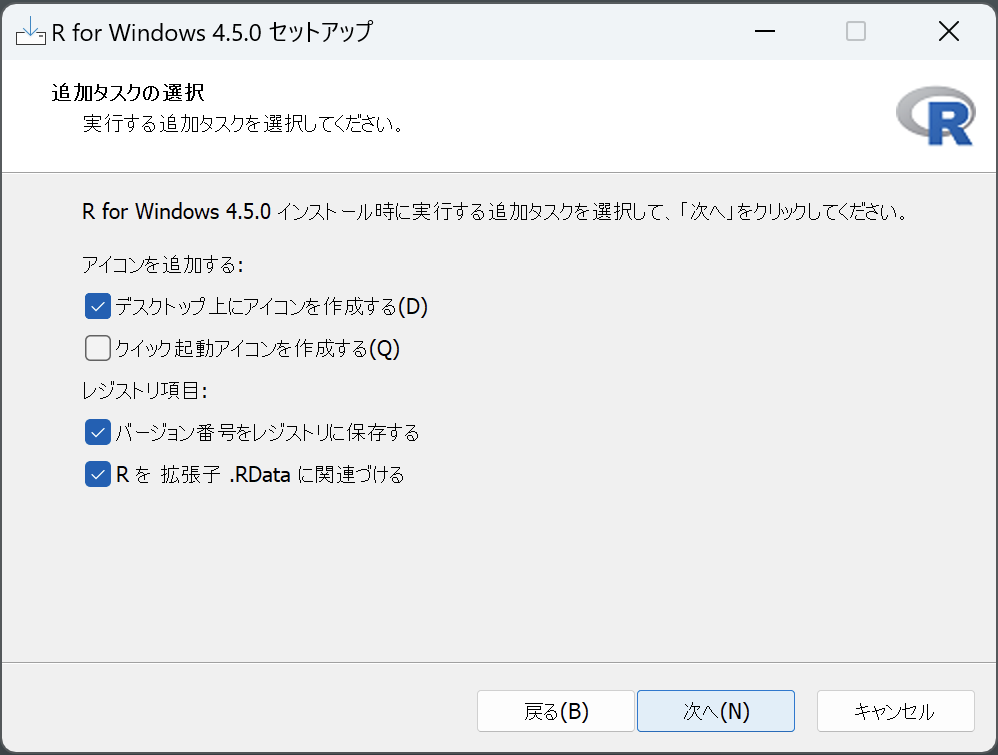 R for Windows 4.5.0 セットアップ
追加タスクの選択
実行する追加タスクを選択してください。
R
R for Windows 4.5.0 インストール時に実行する追加タスクを選択して、「次へ」をクリックしてください。
アイコンを追加する:
デスクトップ上にアイコンを作成する(D)
クイック起動アイコンを作成する(Q)
レジストリ項目:
バージョン番号をレジストリに保存する
R を 拡張子 .RData に関連づける
戻る(B)
次へ(N)
キャンセル